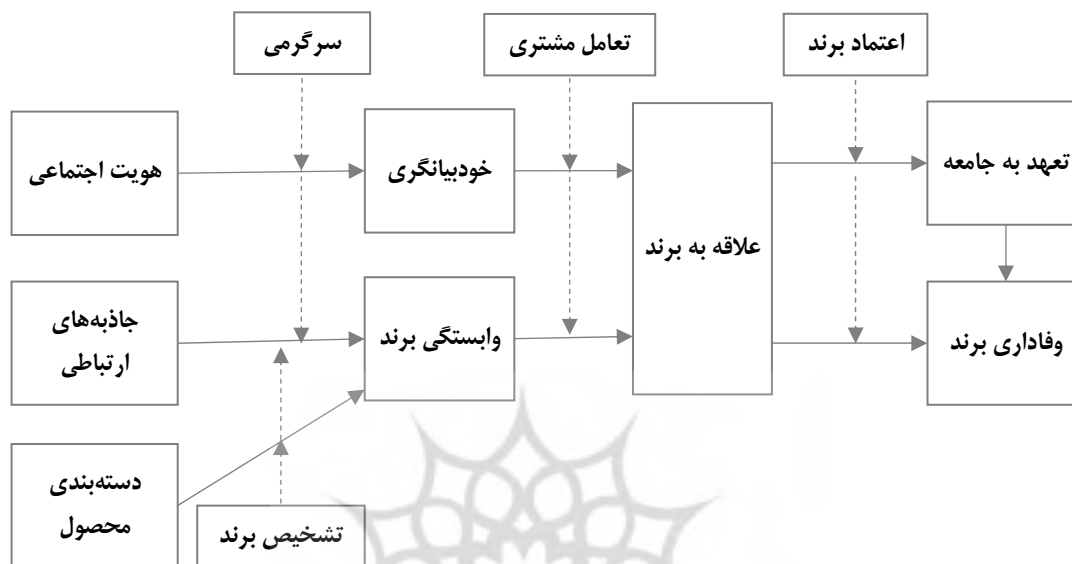 سرگرمی
تعامل مشتری
اعتماد برند
هویت اجتماعی
خودبیانگری
علاقه به برند
تعهد به جامعه
جاذبه‌های
ارتباطی
وابستگی برند
وفاداری برند
دسته‌بندی
محصول
تشخیص برند